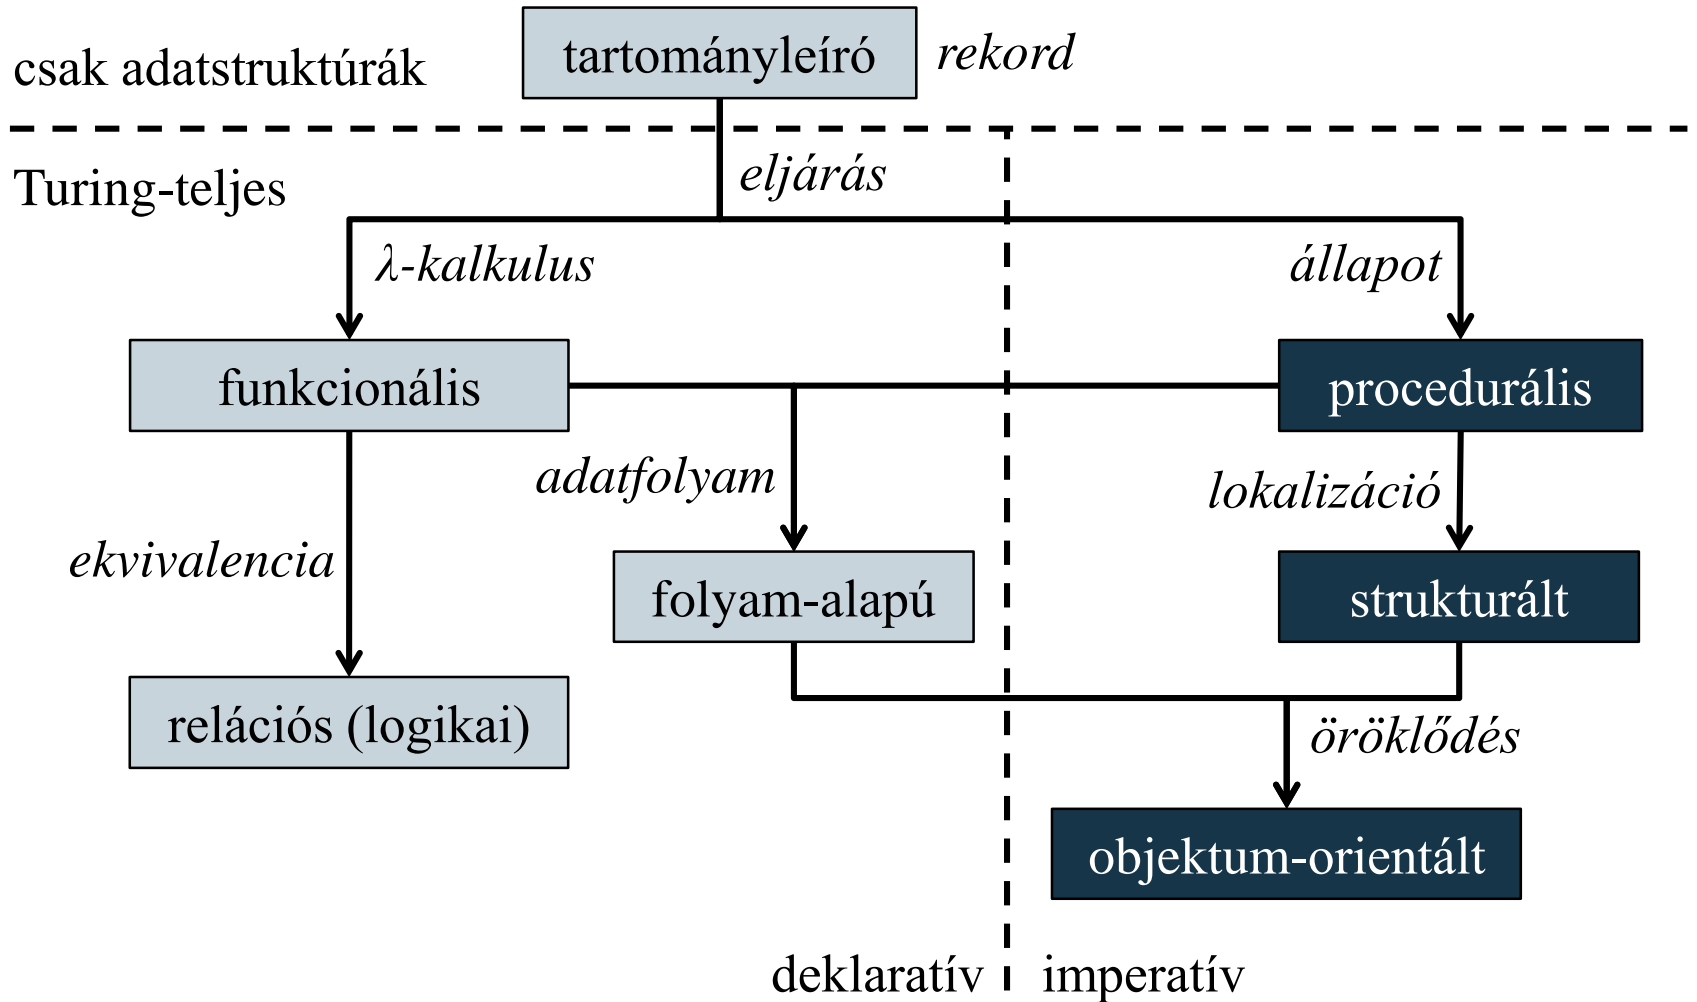 tartományleíró
rekord
csak adatstruktúrák
eljárás
Turing-teljes
λ-kalkulus
állapot
funkcionális
procedurális
adatfolyam
lokalizáció
ekvivalencia
folyam-alapú
strukturált
relációs (logikai)
öröklődés
objektum-orientált
deklaratív
imperatív